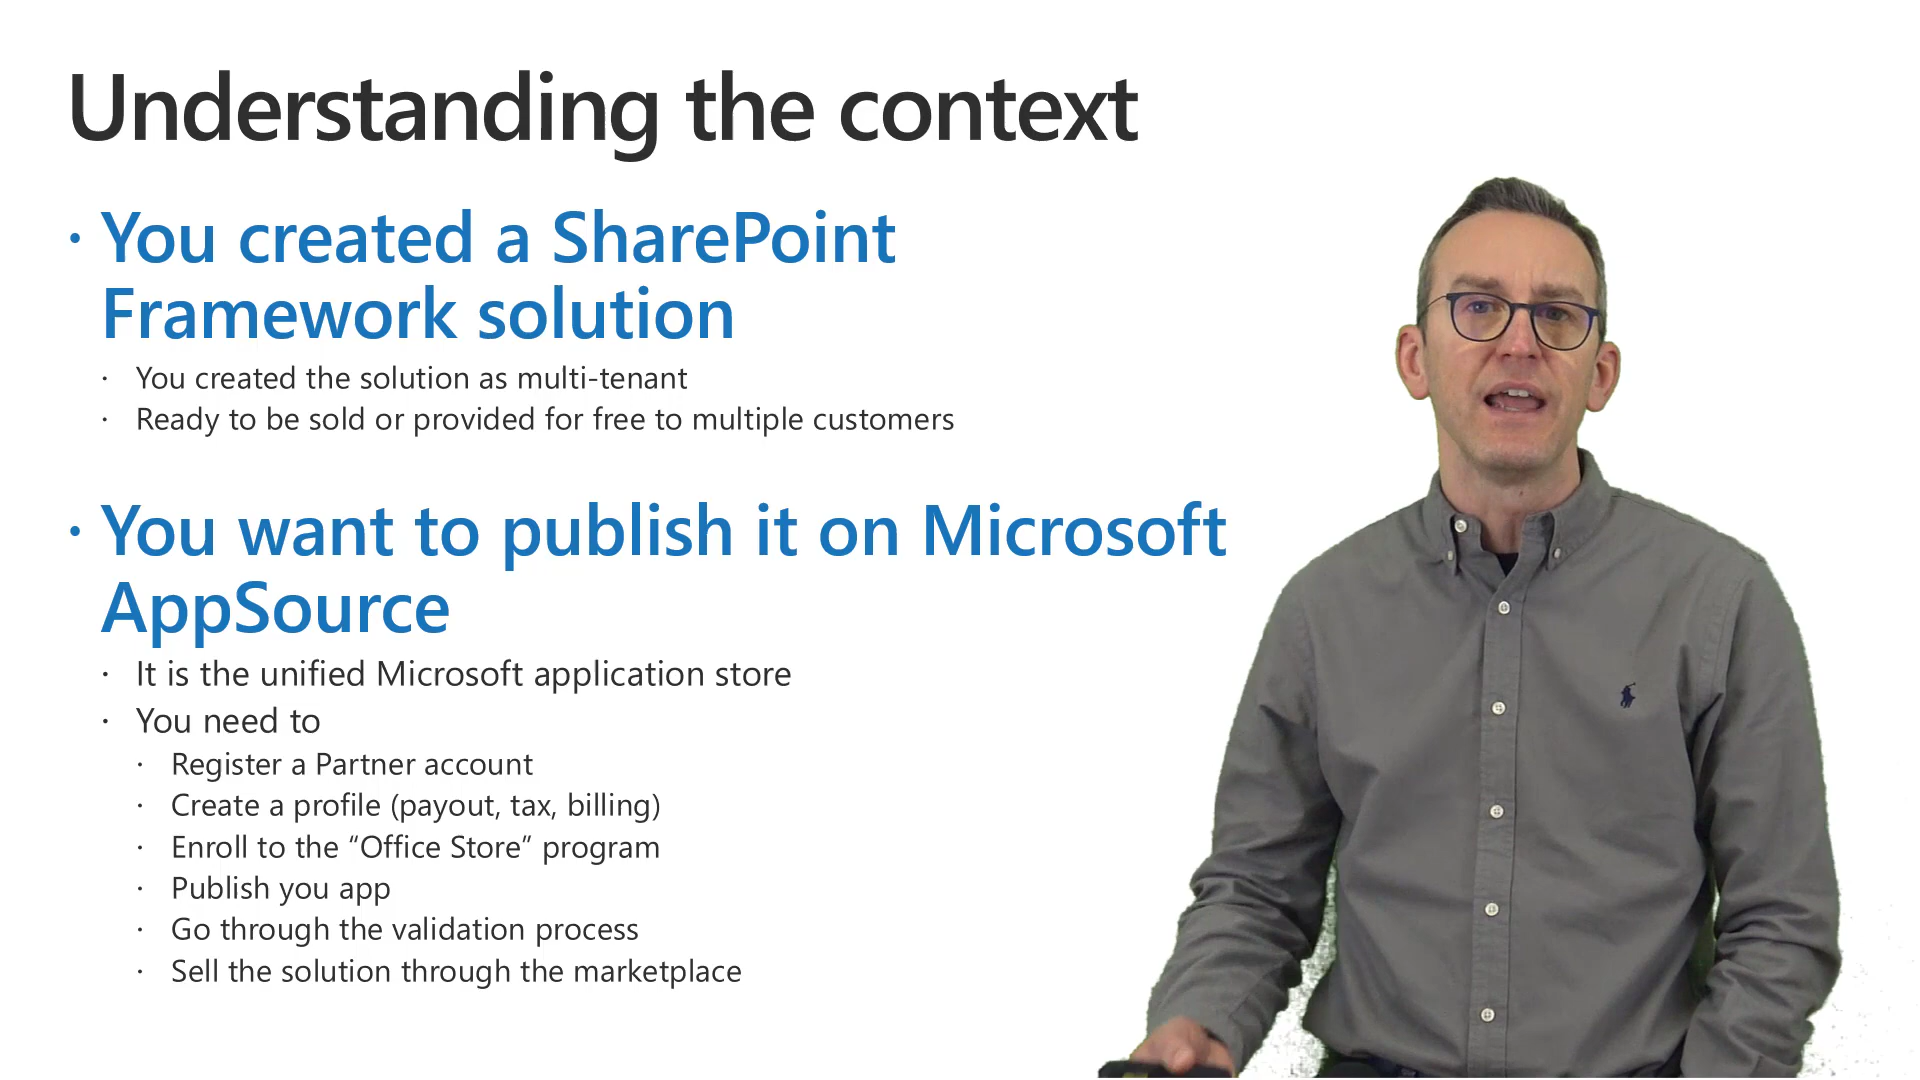 Understanding the context
· You created a SharePoint
Framework solution
· You created the solution as multi-tenant
· Ready to be sold or provided for free to multiple customers
· You want to publish it on Microsoft
AppSource
· It is the unified Microsoft application store
· You need to
· Register a Partner account
· Create a profile (payout, tax, billing)
· Enroll to the “Office Store” program
· Publish you app
· Go through the validation process
· Sell the solution through the marketplace